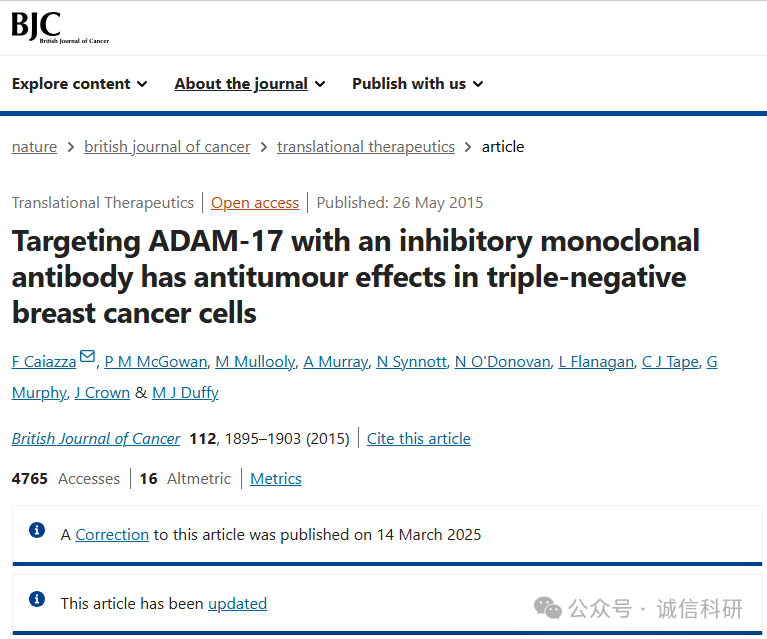 BJC
British Journal of Cancer
Explore content About the journal Publish with us
nature > british journal of cancer > translational therapeutics > article
Translational Therapeutics | Open access | Published: 26 May 2015
Targeting ADAM-17 with an inhibitory monoclonal
antibody has antitumour effects in triple-negative
breast cancer cells
F Caiazza, P M McGowan, M Mullooly, A Murray, N Synnott, N O'Donovan, L Flanagan, C J Tape, G
Murphy, J Crown & M J Duffy
British Journal of Cancer 112, 1895–1903 (2015) | Cite this article
4765 Accesses | 16 Altmetric | Metrics
A Correction to this article was published on 14 March 2025
This article has been updated
公众号 · 诚信科研